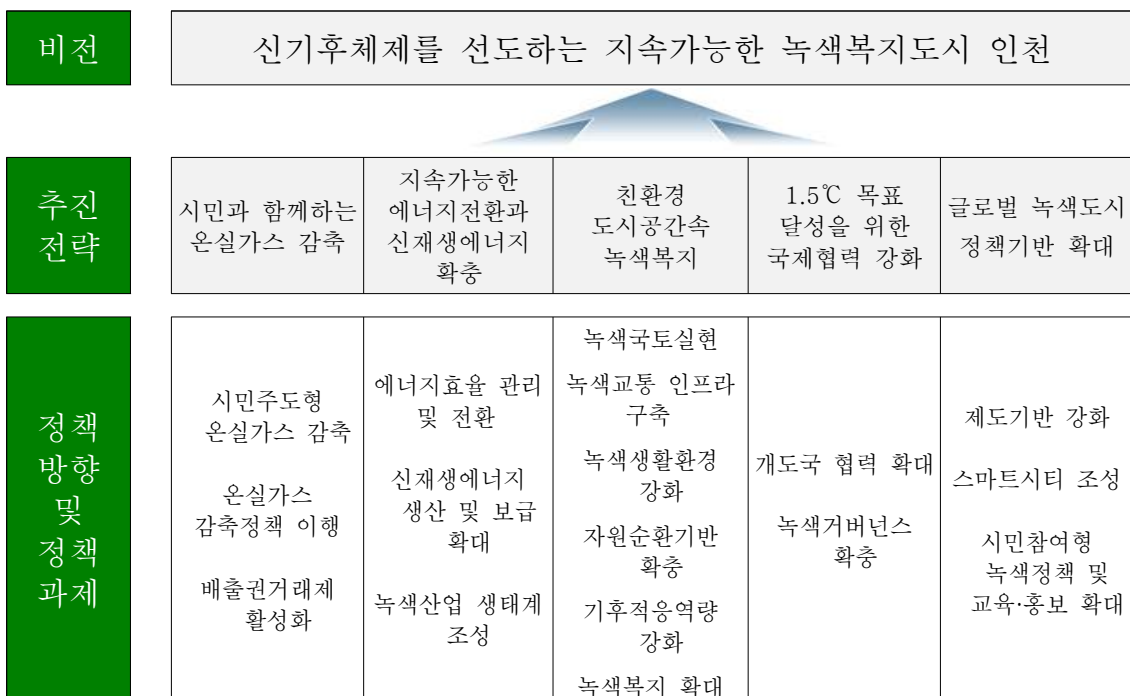 비전
신기후체제를 선도하는 지속가능한 녹색복지도시 인천
추진
전략
시민과 함께하는
온실가스 감축
지속가능한
에너지전환과
신재생에너지
확충
친환경
도시공간속
녹색복지
1.5℃ 목표
달성을 위한
국제협력 강화
글로벌 녹색도시
정책기반 확대
정책
방향
및
정책
과제
시민주도형
온실가스 감축
온실가스
감축정책 이행
배출권거래제
활성화
에너지효율 관리
및 전환
신재생에너지
생산 및 보급
확대
녹색산업 생태계
조성
녹색국토실현
녹색교통 인프라
구축
녹색생활환경
강화
자원순환기반
확충
기후적응역량
강화
녹색복지 확대
개도국 협력 확대
녹색거버넌스
확충
제도기반 강화
스마트시티 조성
시민참여형
녹색정책 및
교육·홍보 확대